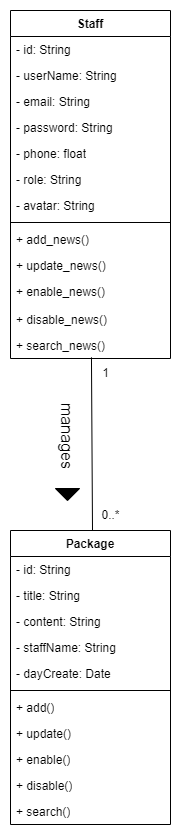 Staff
- id: String
- userName: String
- email: String
- password: String
- phone: float
- role: String
- avatar: String
+ add_news()
+ update_news()
+ enable_news()
+ disable_news()
+ search_news()
1
manages
0..*
Package
- id: String
- title: String
- content: String
- staffName: String
- dayCreate: Date
+ add()
+ update()
+ enable()
+ disable()
+ search()